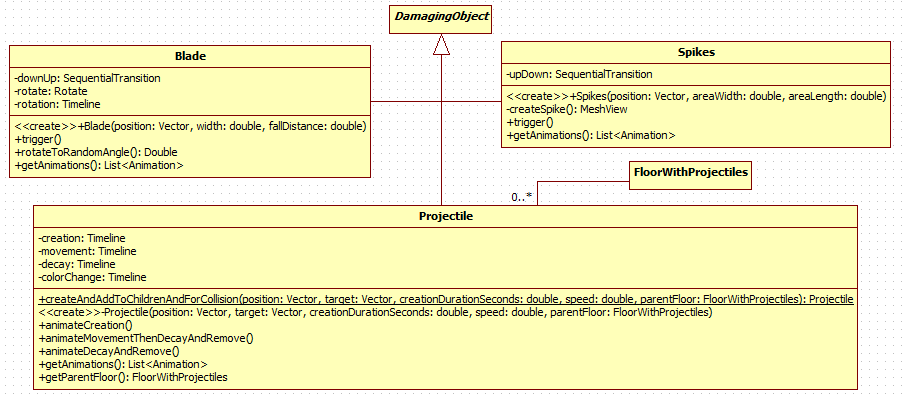 DamagingObject
Blade
-downUp: SequentialTransition
-rotate: Rotate
-rotation: Timeline
<<create>>+Blade(position: Vector, width: double, fallDistance: double)
+trigger()
+rotateToRandomAngle(): Double
+getAnimations(): List<Animation>
Spikes
-upDown: SequentialTransition
<<create>>+Spikes(position: Vector, areaWidth: double, areaLength: double)
-createSpike(): MeshView
+trigger()
+getAnimations(): List<Animation>
FloorWithProjectiles
0..*
Projectile
-creation: Timeline
-movement: Timeline
-decay: Timeline
-colorChange: Timeline
+createAndAddToChildrenAndForCollision(position: Vector, target: Vector, creationDurationSeconds: double, speed: double, parentFloor: FloorWithProjectiles): Projectile
<<create>>-Projectile(position: Vector, target: Vector, creationDurationSeconds: double, speed: double, parentFloor: FloorWithProjectiles)
+animateCreation()
+animateMovementThenDecayAndRemove()
+animateDecayAndRemove()
+getAnimations(): List<Animation>
+getParentFloor(): FloorWithProjectiles